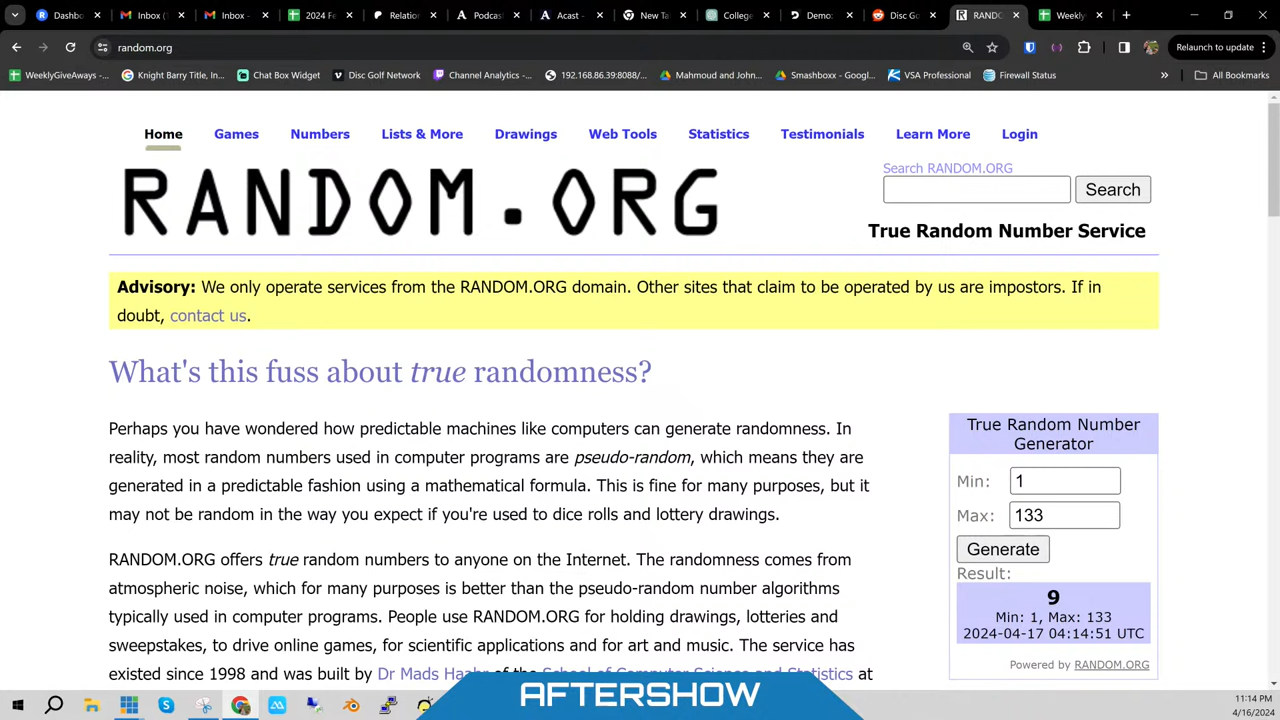 Dashbo
Inbox -
Inbox -
2024 Fe
Relation
Podcast
Acast -
New Ta
College
Demo:
Disc Go
RANDO
Weekly
random.org
Relaunch to update
WeeklyGiveAways-...
Knight Barry Title, In...
Chat Box Widget
Disc Golf Network
Channel Analytics -...
192.168.86.39:8089/...
Mahmoud and John...
Smashboxx - Googl...
VSA Professional
Firewall Status
»
All Bookmarks
Home Games Numbers Lists & More Drawings Web Tools Statistics Testimonials Learn More Login
RANDOM.ORG
Search RANDOM.ORG
Search
True Random Number Service
Advisory: We only operate services from the RANDOM.ORG domain. Other sites that claim to be operated by us are impostors. If in
doubt, contact us.
What's this fuss about true randomness?
Perhaps you have wondered how predictable machines like computers can generate randomness. In
reality, most random numbers used in computer programs are pseudo-random, which means they are
generated in a predictable fashion using a mathematical formula. This is fine for many purposes, but it
may not be random in the way you expect if you're used to dice rolls and lottery drawings.
RANDOM.ORG offers true random numbers to anyone on the Internet. The randomness comes from
atmospheric noise, which for many purposes is better than the pseudo-random number algorithms
typically used in computer programs. People use RANDOM.ORG for holding drawings, lotteries and
sweepstakes, to drive online games, for scientific applications and for art and music. The service has
existed since 1998 and was built by Dr Mads Haahr of the School of Computer Science and Statistics at
True Random Number
Generator
Min: 1
Max: 133
Generate
Result:
9
Min: 1, Max: 133
2024-04-17 04:14:51 UTC
Powered by RANDOM.ORG
AFTERSHOW
11:14 PM
4/16/2024